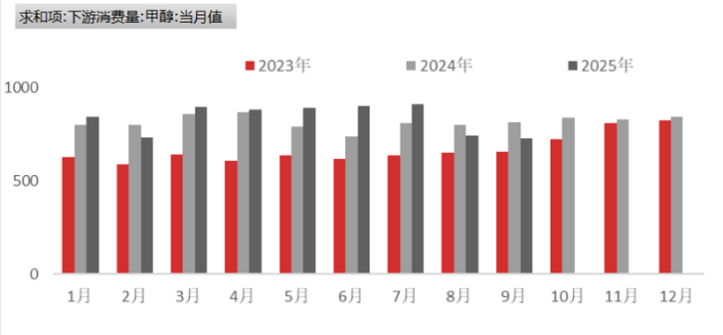 求和项:下游消费量:甲醇:当月值
2023年 2024年 2025年
1000
500
0
1月 2月 3月 4月 5月 6月 7月 8月 9月 10月 11月 12月